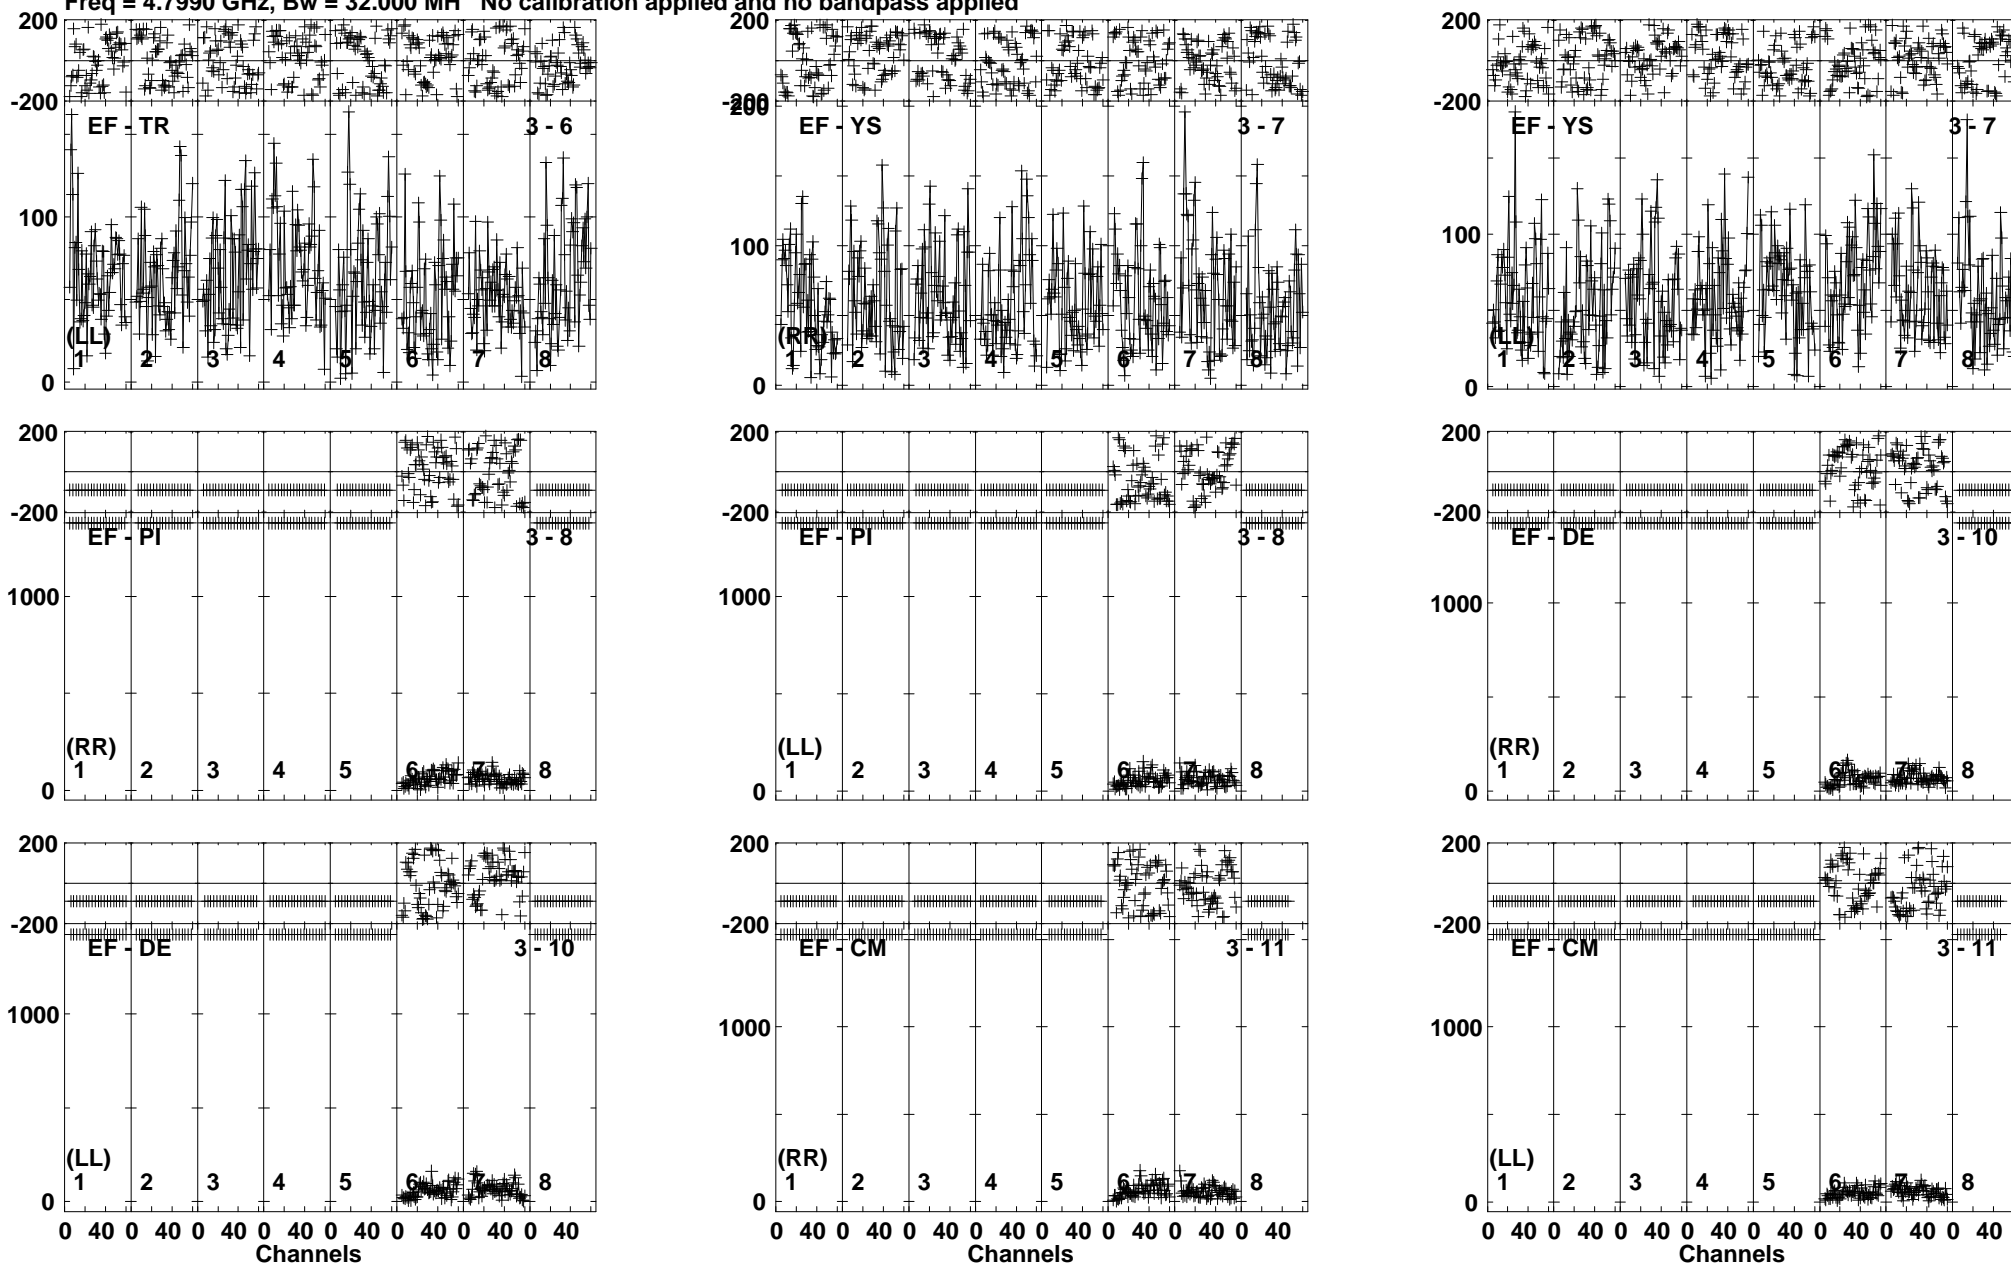 Freq = 4.7990 GHz, Bw = 32.000 MH No calibration applied and no bandpass applied
200 200 200
-200 -200 -200
200
EF - TR 3 - 6 EF - YS 3 - 7 EF - YS 3 - 7
100 100 100
(LL) (RR) (LL)
1 2 3 4 5 6 7 8 1 2 3 4 5 6 7 8 1 2 3 4 5 6 7 8
0 0 0
200 200 200
-200 -200 -200
EF - PI 3 - 8 EF - PI 3 - 8 EF - DE 3 - 10
1000 1000 1000
(RR) (LL) (RR)
1 2 3 4 5 6 7 8 1 2 3 4 5 6 7 8 1 2 3 4 5 6 7 8
0 0 0
200 200 200
-200 -200 -200
EF - DE 3 - 10 EF - CM 3 - 11 EF - CM 3 - 11
1000 1000 1000
(LL) (RR) (LL)
1 2 3 4 5 6 7 8 1 2 3 4 5 6 7 8 1 2 3 4 5 6 7 8
0 0 0
0 40 0 40 0 40 0 40 0 40 0 40 0 40 0 40 0 40 0 40 0 40 0 40 0 40 0 40 0 40 0 40 0 40 0 40 0 40 0 40 0 40 0 40 0 40 0 40
Channels Channels Channels